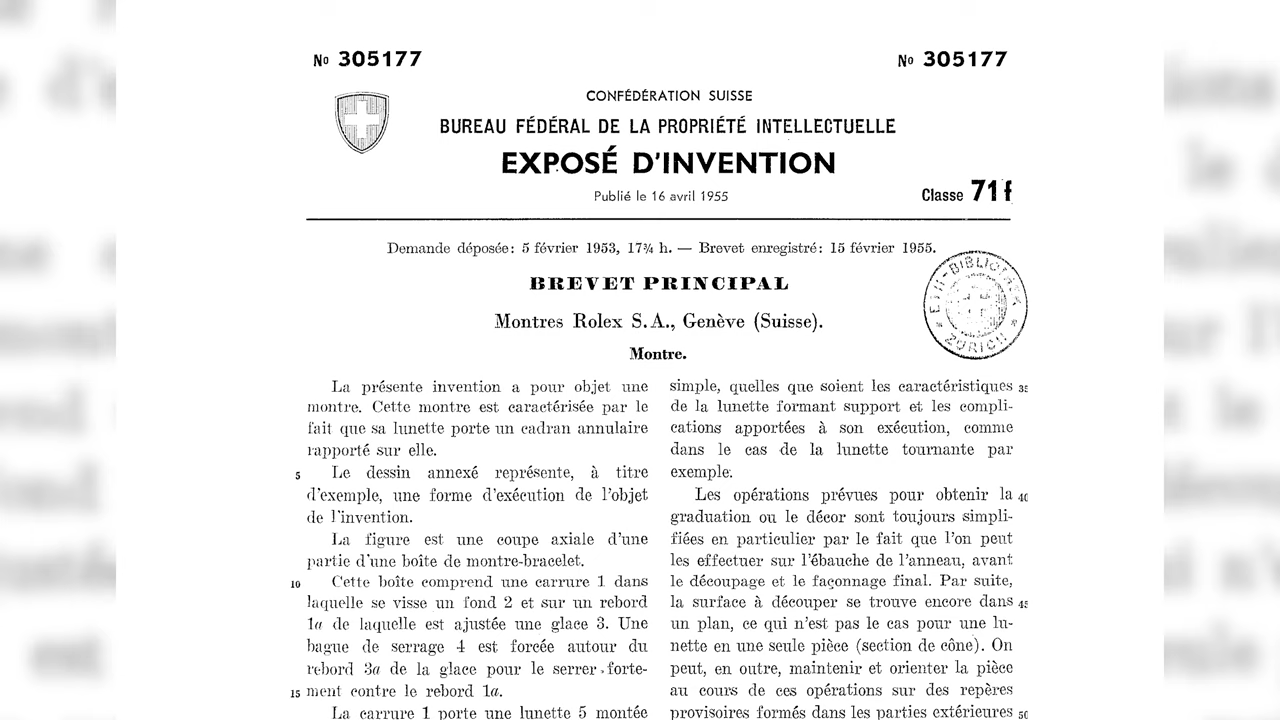 No 305177
No 305177
CONFÉDÉRATION SUISSE
BUREAU FÉDÉRAL DE LA PROPRIÉTÉ INTELLECTUELLE
EXPOSÉ D'INVENTION
Publié le 16 avril 1955
Classe 71 f
Demande déposée: 5 février 1953, 17¾ h. — Brevet enregistré: 15 février 1955.
BREVET PRINCIPAL
Montres Rolex S.A., Genève (Suisse).
Montre.
ETH-BIBLIOTHEK
* ZÜRICH *
La présente invention a pour objet une
montre. Cette montre est caractérisée par le
fait que sa lunette porte un cadran annulaire
rapporté sur elle.
5 Le dessin annexé représente, à titre
d'exemple, une forme d'exécution de l'objet
de l'invention.
La figure est une coupe axiale d'une
partie d'une boîte de montre-bracelet.
10 Cette boîte comprend une carrure 1 dans
laquelle se visse un fond 2 et sur un rebord
1a de laquelle est ajustée une glace 3. Une
bague de serrage 4 est forcée autour du
rebord 3a de la glace pour le serrer forte-
15 ment contre le rebord 1a.
La carrure 1 porte une lunette 5 montée
simple, quelles que soient les caractéristiques 35
de la lunette formant support et les compli-
cations apportées à son exécution, comme
dans le cas de la lunette tournante par
exemple.
Les opérations prévues pour obtenir la 40
graduation ou le décor sont toujours simpli-
fiées en particulier par le fait que l'on peut
les effectuer sur l'ébauche de l'anneau, avant
le découpage et le façonnage final. Par suite,
la surface à découper se trouve encore dans 45
un plan, ce qui n'est pas le cas pour une lu-
nette en une seule pièce (section de cône). On
peut, en outre, maintenir et orienter la pièce
au cours de ces opérations sur des repères
provisoires formés dans les parties extérieures 50